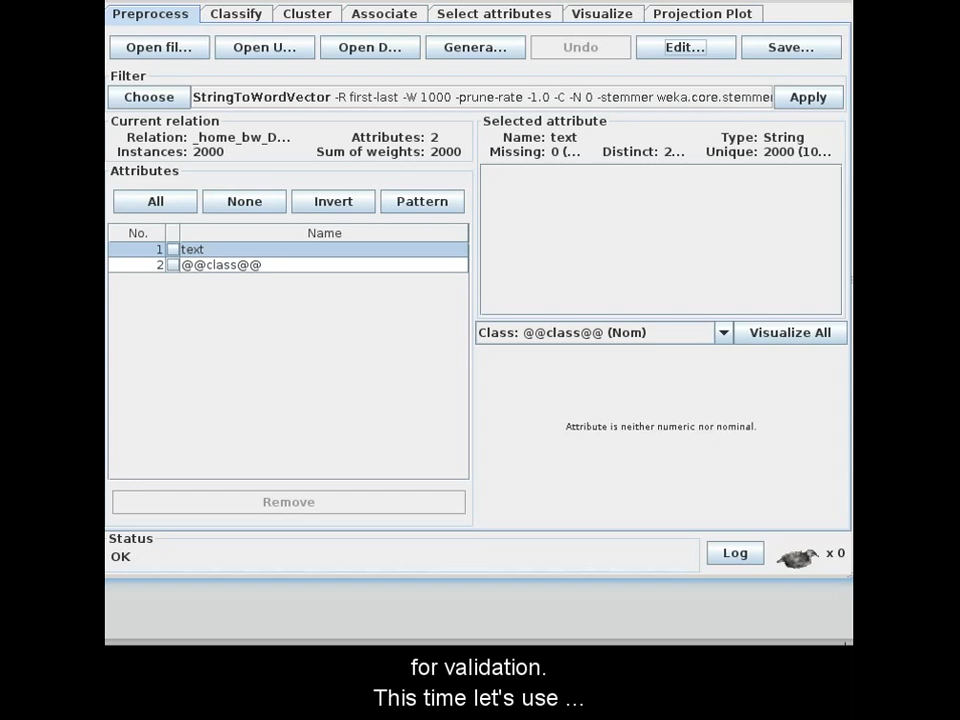 Preprocess Classify Cluster Associate Select attributes Visualize Projection Plot
Open fil... Open U... Open D... Genera... Undo Edit... Save...
Filter
Choose StringToWordVector -R first-last -W 1000 -prune-rate -1.0 -C -N 0 -stemmer weka.core.stemmer Apply
Current relation
Relation: _home_bw_D... Attributes: 2
Instances: 2000 Sum of weights: 2000
Selected attribute
Name: text Type: String
Missing: 0 (... Distinct: 2... Unique: 2000 (10...
Attributes
All None Invert Pattern
No. Name
1 text
2 @@class@@
Class: @@class@@ (Nom) Visualize All
Attribute is neither numeric nor nominal.
Remove
Status
OK
Log x 0
for validation.
This time let's use ...